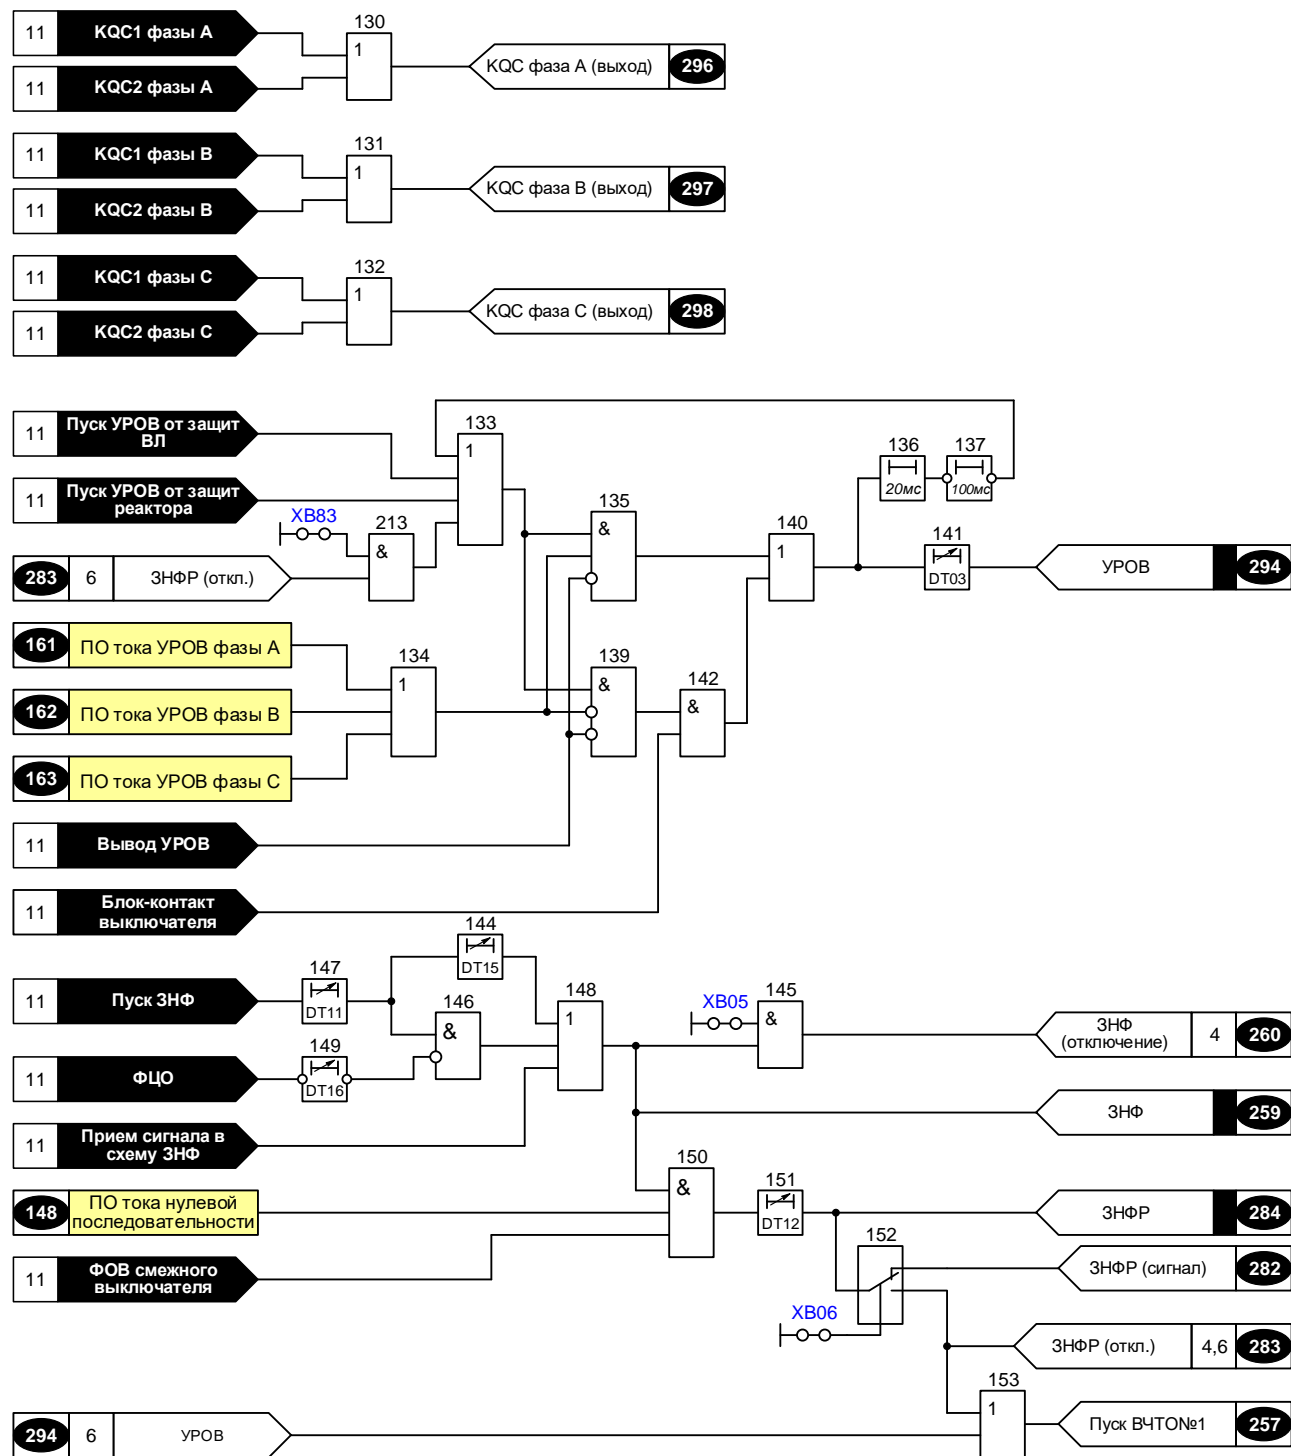 11 KQC1 фазы А
130
1
KQC фаза А (выход) 296
11 KQC2 фазы А
11 KQC1 фазы В
131
1
KQC фаза В (выход) 297
11 KQC2 фазы В
11 KQC1 фазы С
132
1
KQC фаза С (выход) 298
11 KQC2 фазы С
11 Пуск УРОВ от защит
ВЛ
133
1
136
20мс
137
100мс
11 Пуск УРОВ от защит
реактора
XB83
213
&
135
&
140
1
141
DT03
283 6 ЗНФР (откл.)
УРОВ 294
161 ПО тока УРОВ фазы А
134
1
139
&
142
&
162 ПО тока УРОВ фазы В
163 ПО тока УРОВ фазы С
11 Вывод УРОВ
11 Блок-контакт
выключателя
144
DT15
11 Пуск ЗНФ
147
DT11
146
&
148
1
XB05
145
&
ЗНФ
(отключение) 4 260
11 ФЦО
149
DT16
ЗНФ 259
11 Прием сигнала в
схему ЗНФ
150
&
148 ПО тока нулевой
последовательности
151
DT12
ЗНФР 284
11 ФОВ смежного
выключателя
152
ЗНФР (сигнал) 282
XB06
ЗНФР (откл.) 4,6 283
153
1
Пуск ВЧТО№1 257
294 6 УРОВ